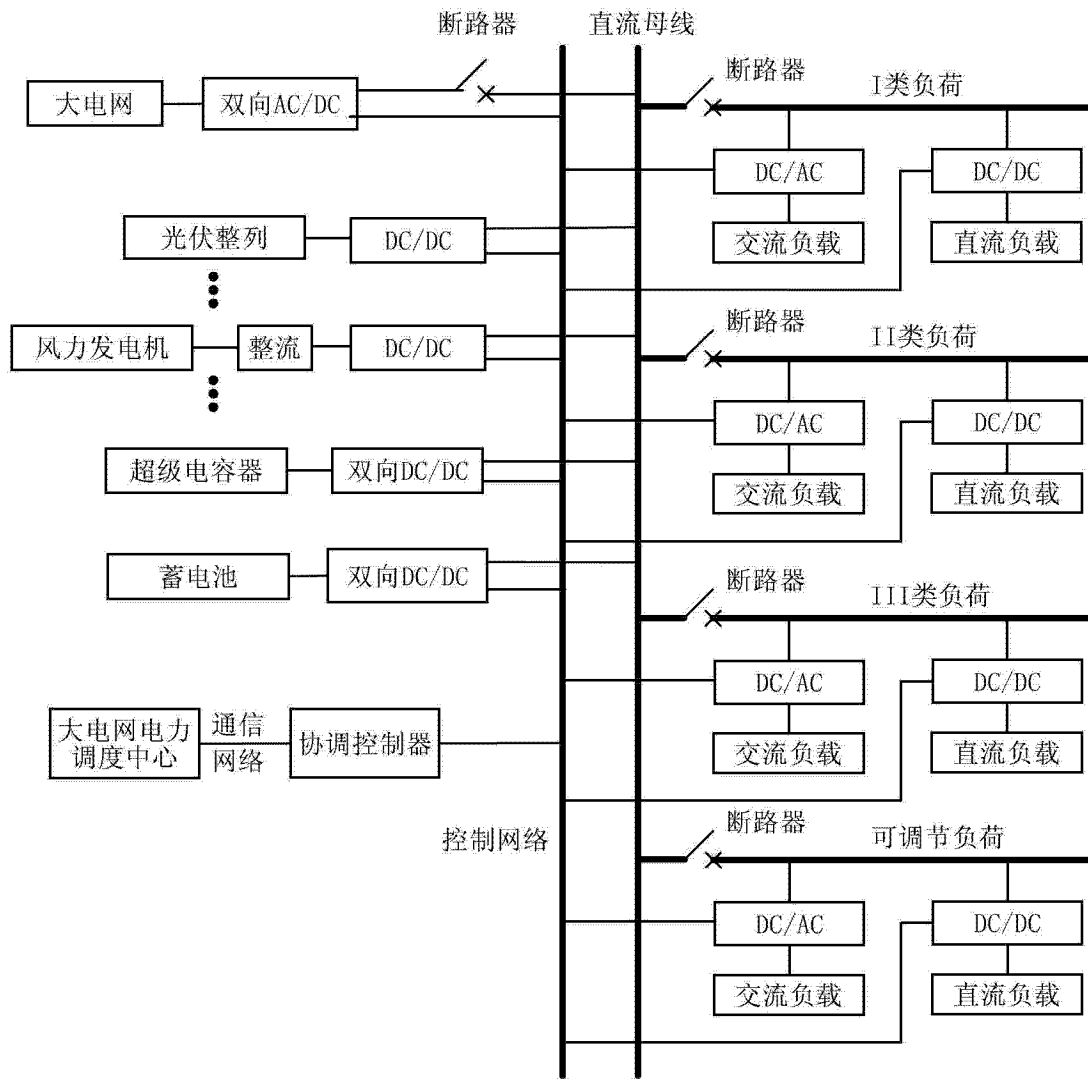 断路器
直流母线
大电网
双向AC/DC
断路器
I类负荷
DC/AC
DC/DC
交流负载
直流负载
光伏整列
DC/DC
风力发电机
整流
DC/DC
断路器
II类负荷
DC/AC
DC/DC
交流负载
直流负载
超级电容器
双向DC/DC
蓄电池
双向DC/DC
断路器
III类负荷
DC/AC
DC/DC
交流负载
直流负载
大电网电力
调度中心
通信
网络
协调控制器
控制网络
断路器
可调节负荷
DC/AC
DC/DC
交流负载
直流负载